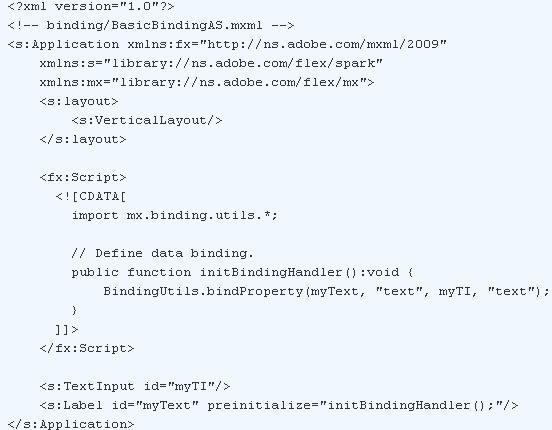 <?xml version="1.0"?>
<!-- binding/BasicBindingAS.mxml -->
<s:Application xmlns:fx="http://ns.adobe.com/mxml/2009"
    xmlns:s="library://ns.adobe.com/flex/spark"
    xmlns:mx="library://ns.adobe.com/flex/mx">
    <s:layout>
        <s:VerticalLayout/>
    </s:layout>

    <fx:Script>
      <![CDATA[
        import mx.binding.utils.*;

        // Define data binding.
        public function initBindingHandler():void {
            BindingUtils.bindProperty(myText, "text", myTI, "text");
        }
      ]]>
    </fx:Script>

    <s:TextInput id="myTI"/>
    <s:Label id="myText" preinitialize="initBindingHandler();"/>
</s:Application>